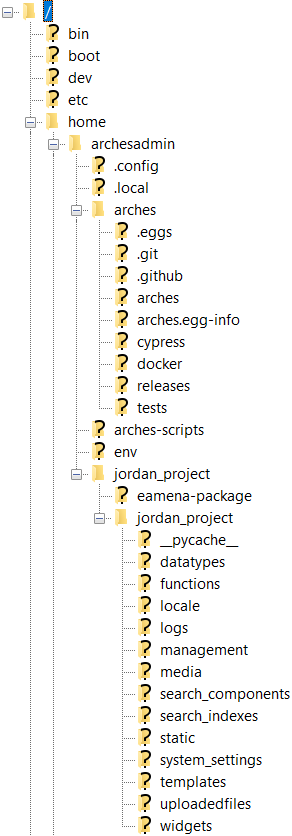 /
bin
boot
dev
etc
home
archesadmin
.config
.local
arches
.eggs
.git
.github
arches
arches.egg-info
cypress
docker
releases
tests
arches-scripts
env
jordan_project
eamena-package
jordan_project
__pycache__
datatypes
functions
locale
logs
management
media
search_components
search_indexes
static
system_settings
templates
uploadedfiles
widgets